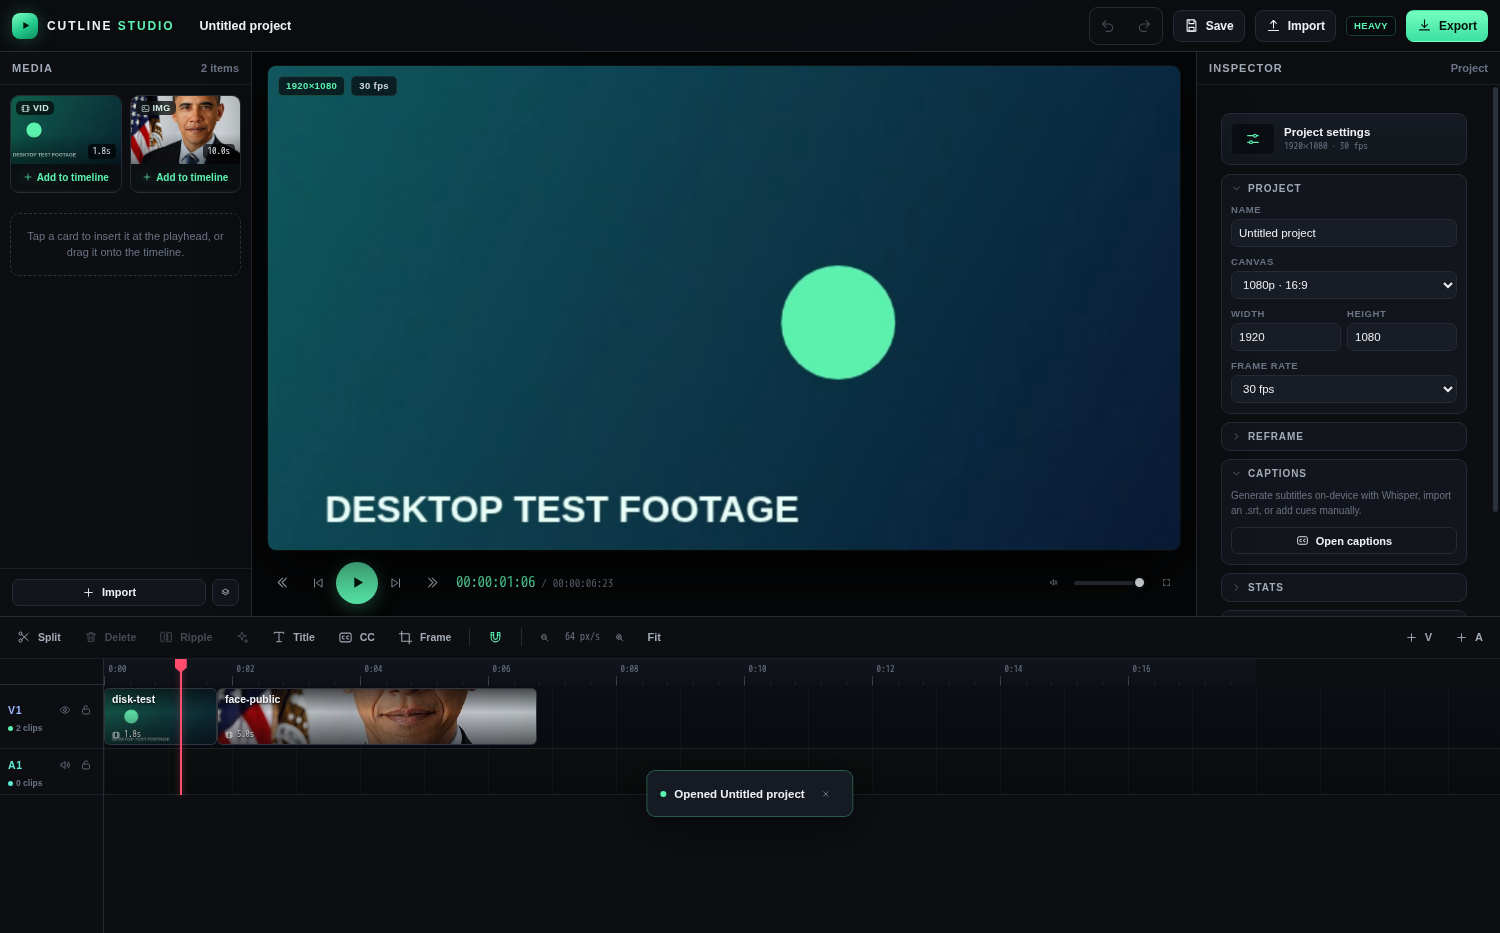 CUTLINE STUDIO
Untitled project
Save
Import
HEAVY
Export
MEDIA
2 items
VID
1.8s
DESKTOP TEST FOOTAGE
Add to timeline
IMG
10.0s
Add to timeline
Tap a card to insert it at the playhead, or
drag it onto the timeline.
Import
1920×1080
30 fps
DESKTOP TEST FOOTAGE
00:00:01:06 / 00:00:06:23
INSPECTOR
Project
Project settings
1920×1080 · 30 fps
PROJECT
NAME
Untitled project
CANVAS
1080p · 16:9
WIDTH
HEIGHT
1920
1080
FRAME RATE
30 fps
REFRAME
CAPTIONS
Generate subtitles on-device with Whisper, import
an .srt, or add cues manually.
Open captions
STATS
Split
Delete
Ripple
Title
CC
Frame
64 px/s
Fit
V
A
0:00
0:02
0:04
0:06
0:08
0:10
0:12
0:14
0:16
V1
2 clips
disk-test
1.8s
DESKTOP TEST FOOTAGE
face-public
5.0s
A1
0 clips
Opened Untitled project